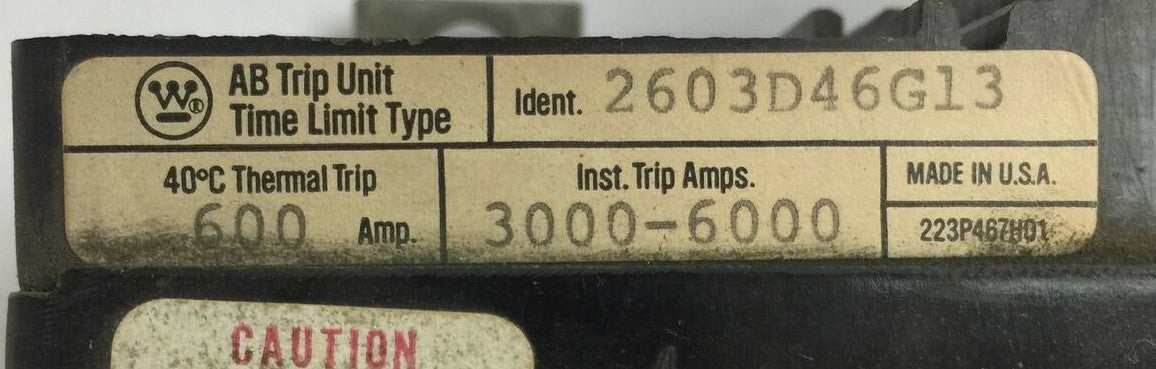 W®
AB Trip Unit
Time Limit Type
Ident. 2603D46G13
40°C Thermal Trip
600 Amp.
Inst. Trip Amps.
3000-6000
MADE IN U.S.A.
223P467H01
CAUTION